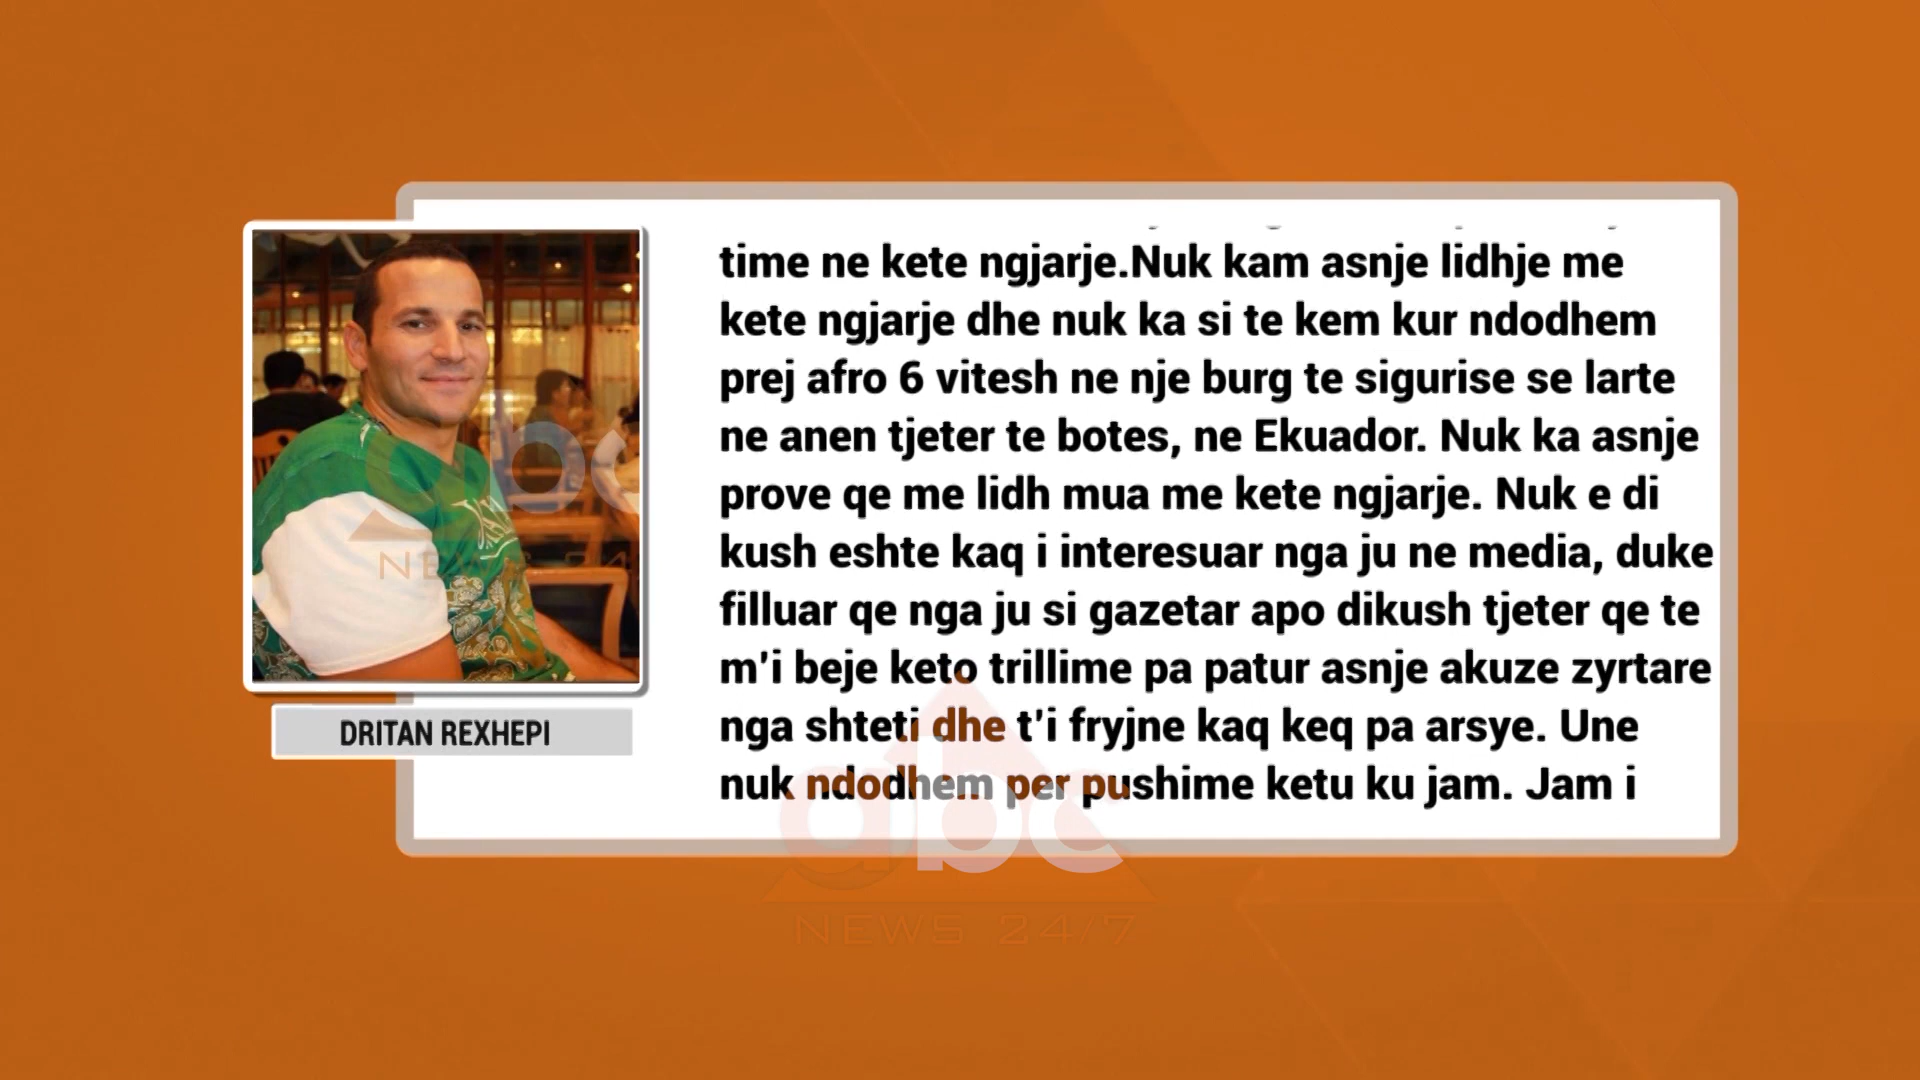 time ne kete ngjarje.Nuk kam asnje lidhje me
kete ngjarje dhe nuk ka si te kem kur ndodhem
prej afro 6 vitesh ne nje burg te sigurise se larte
ne anen tjeter te botes, ne Ekuador. Nuk ka asnje
prove qe me lidh mua me kete ngjarje. Nuk e di
kush eshte kaq i interesuar nga ju ne media, duke
filluar qe nga ju si gazetar apo dikush tjeter qe te
m'i beje keto trillime pa patur asnje akuze zyrtare
nga shteti dhe t'i fryjne kaq keq pa arsye. Une
nuk ndodhem per pushime ketu ku jam. Jam i
DRITAN REXHEPI
abc
NEWS 24
abc
NEWS 24/7